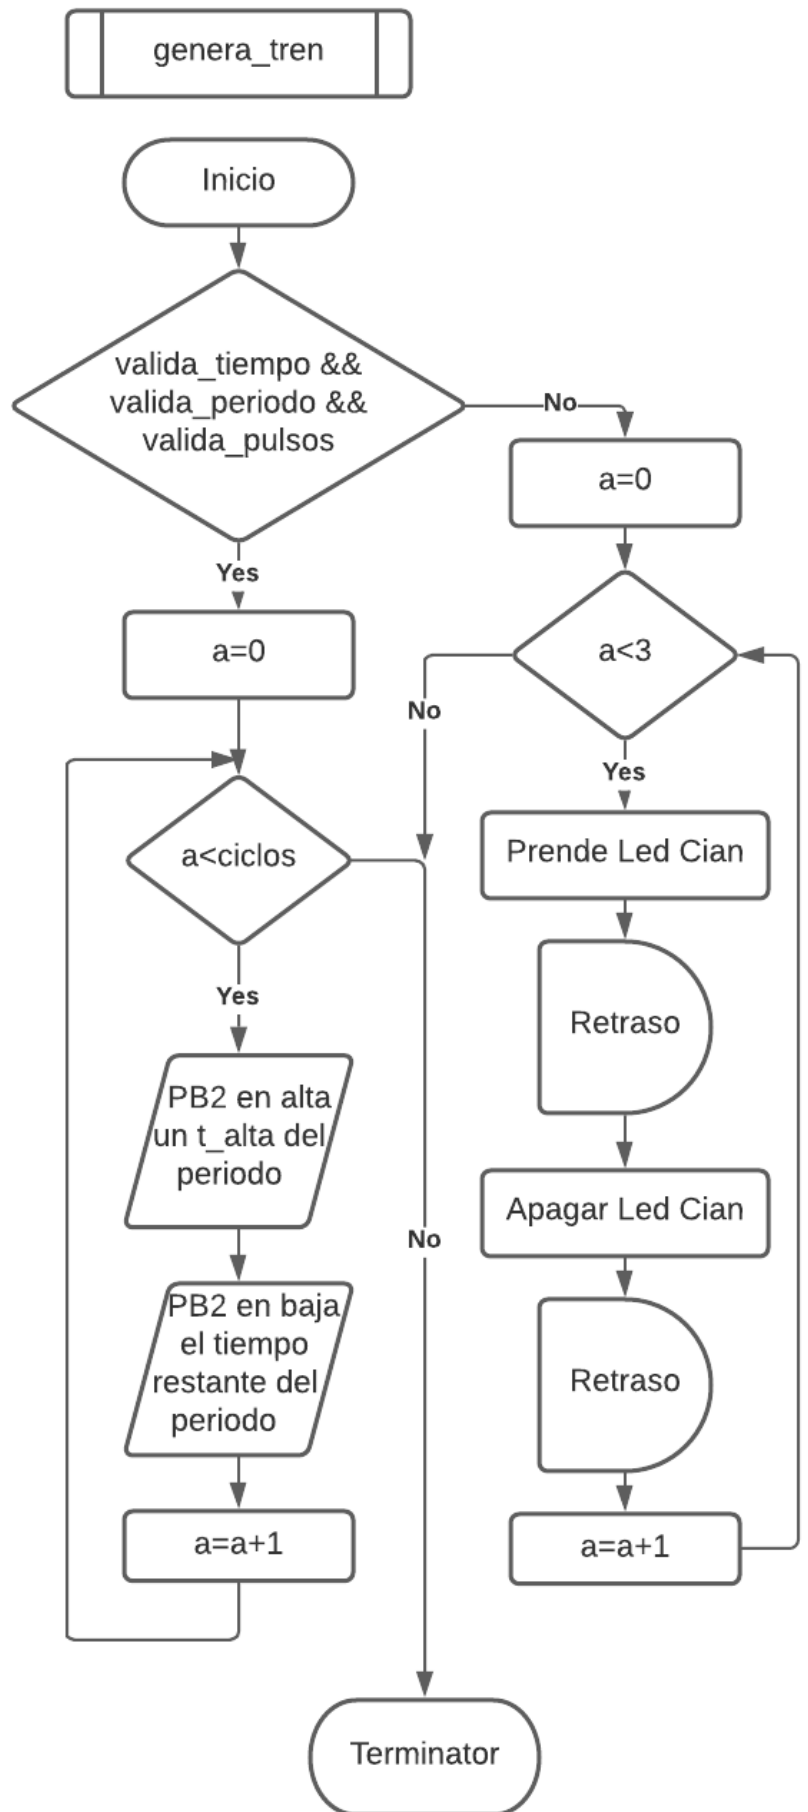 genera_tren
Inicio
valida_tiempo &&
valida_periodo &&
valida_pulsos
No
a=0
Yes
a=0
a<3
No
Yes
a<ciclos
Prende Led Cian
Yes
Retraso
PB2 en alta
un t_alta del
periodo
Apagar Led Cian
No
PB2 en baja
el tiempo
restante del
periodo
Retraso
a=a+1
a=a+1
Terminator